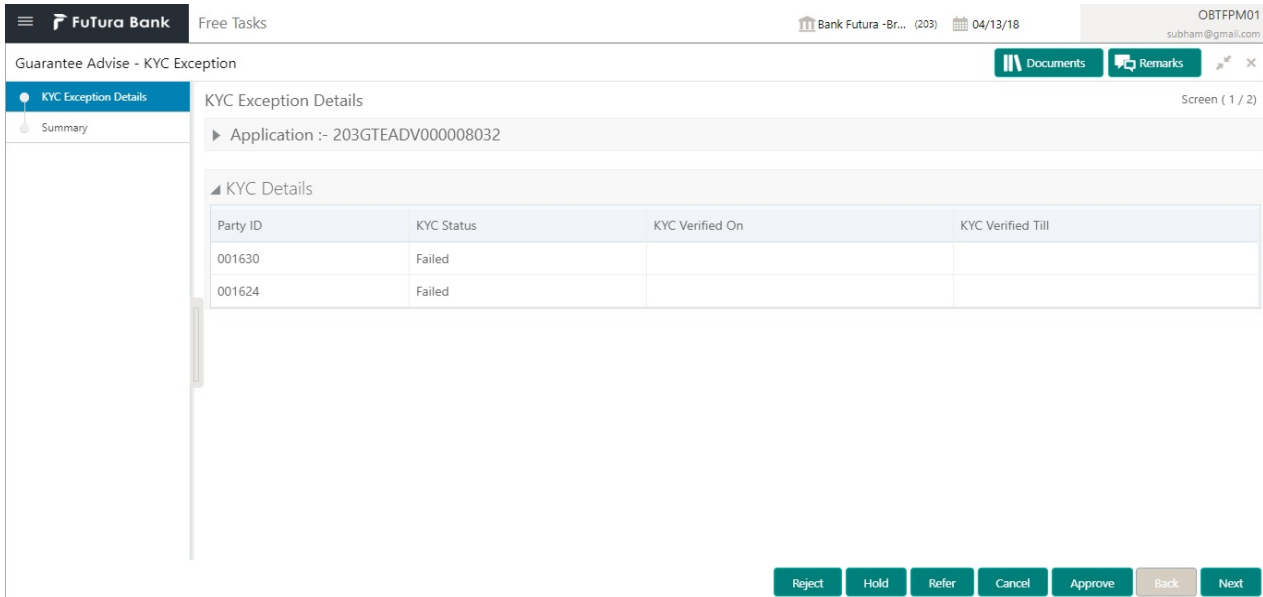 FuTura Bank
Free Tasks
Bank Futura -Br... (203)
04/13/18
OBTFPM01
subham@gmail.com
Guarantee Advise - KYC Exception
Documents
Remarks
KYC Exception Details
Summary
KYC Exception Details
Screen ( 1 / 2)
Application :- 203GTEADV000008032
KYC Details
Party ID KYC Status KYC Verified On KYC Verified Till
001630 Failed
001624 Failed
Reject Hold Refer Cancel Approve Back Next